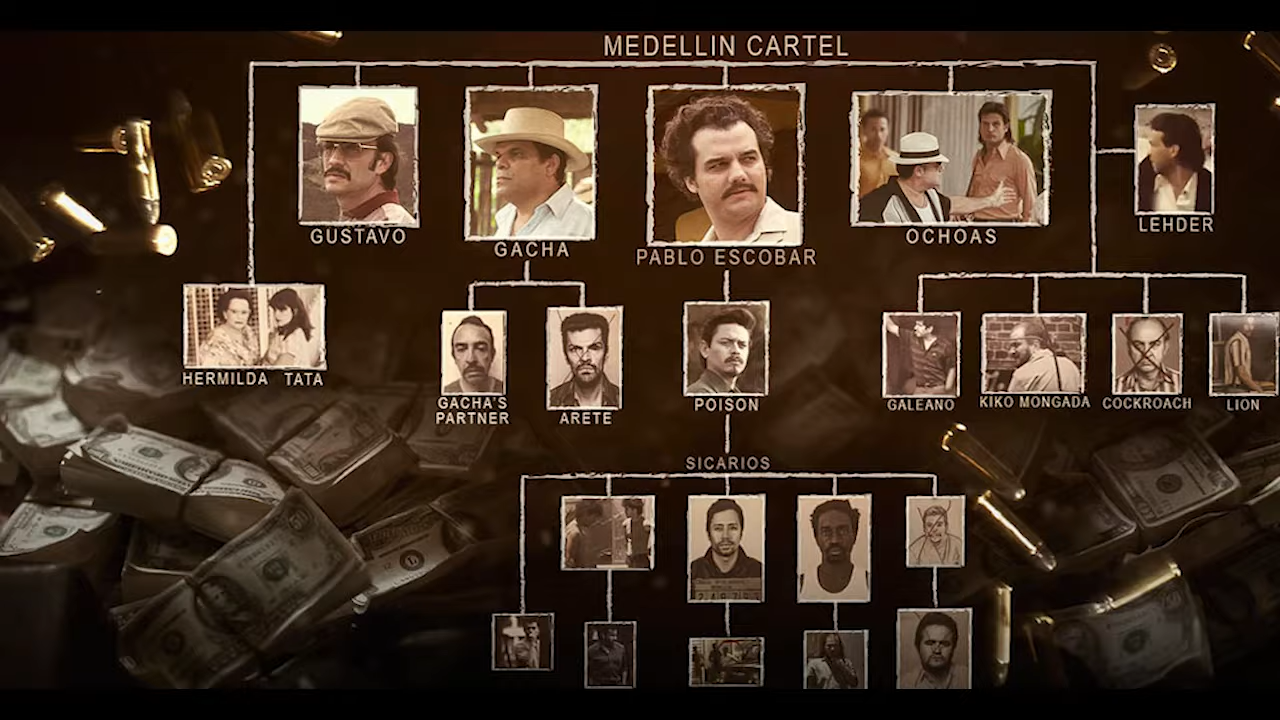 MEDELLIN CARTEL
GUSTAVO
GACHA
PABLO ESCOBAR
OCHOAS
LEHDER
HERMILDA TATA
GACHA'S
PARTNER
ARETE
POISON
GALEANO
KIKO MONGADA
COCKROACH
LION
SICARIOS